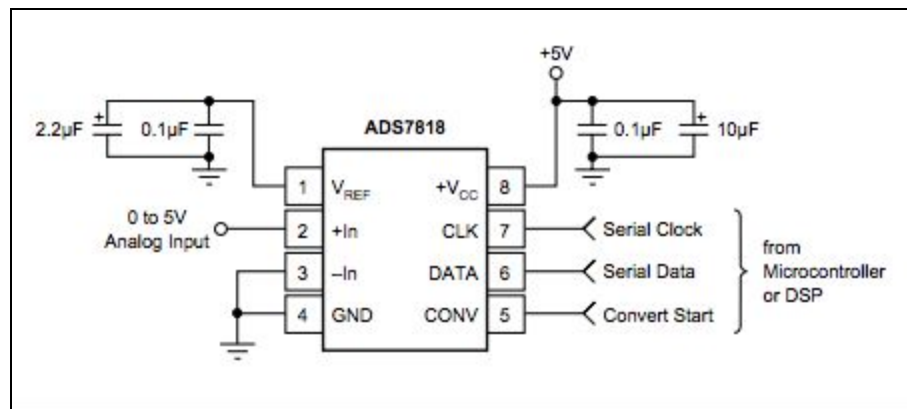 +5V
2.2µF
+
0.1µF
ADS7818
0.1µF
+
10µF
1
VREF
+VCC
8
0 to 5V
Analog Input
2
+In
CLK
7
Serial Clock
3
–In
DATA
6
Serial Data
4
GND
CONV
5
Convert Start
from
Microcontroller
or DSP